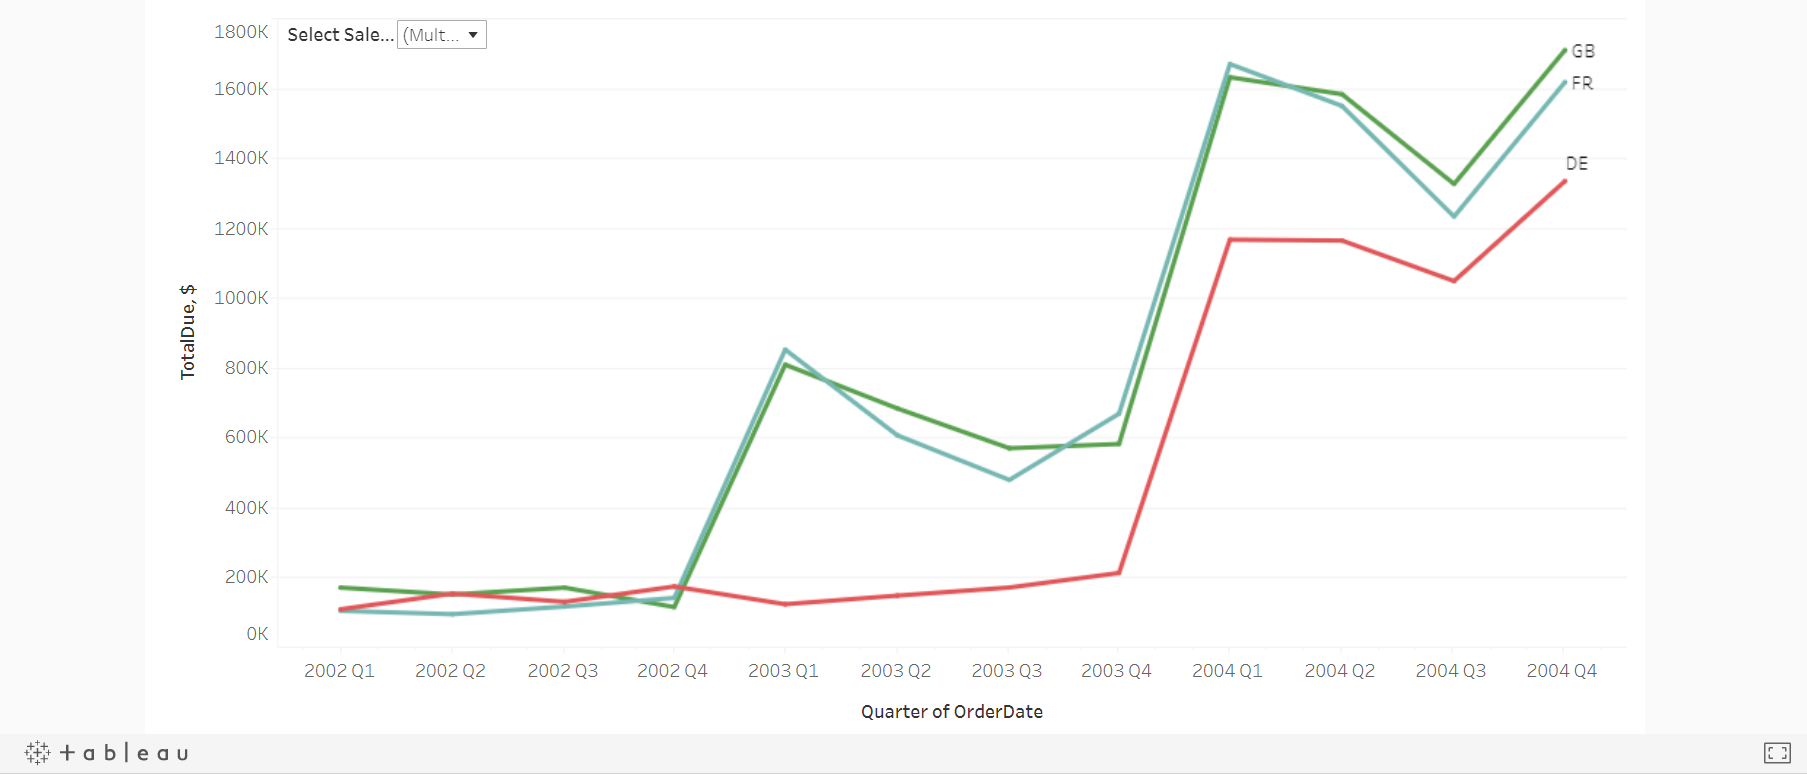 Select Sale... (Mult...
1800K
1600K
1400K
1200K
1000K
800K
600K
400K
200K
0K
TotalDue, $
GB
FR
DE
2002 Q1 2002 Q2 2002 Q3 2002 Q4 2003 Q1 2003 Q2 2003 Q3 2003 Q4 2004 Q1 2004 Q2 2004 Q3 2004 Q4
Quarter of OrderDate
+ a b | e a u